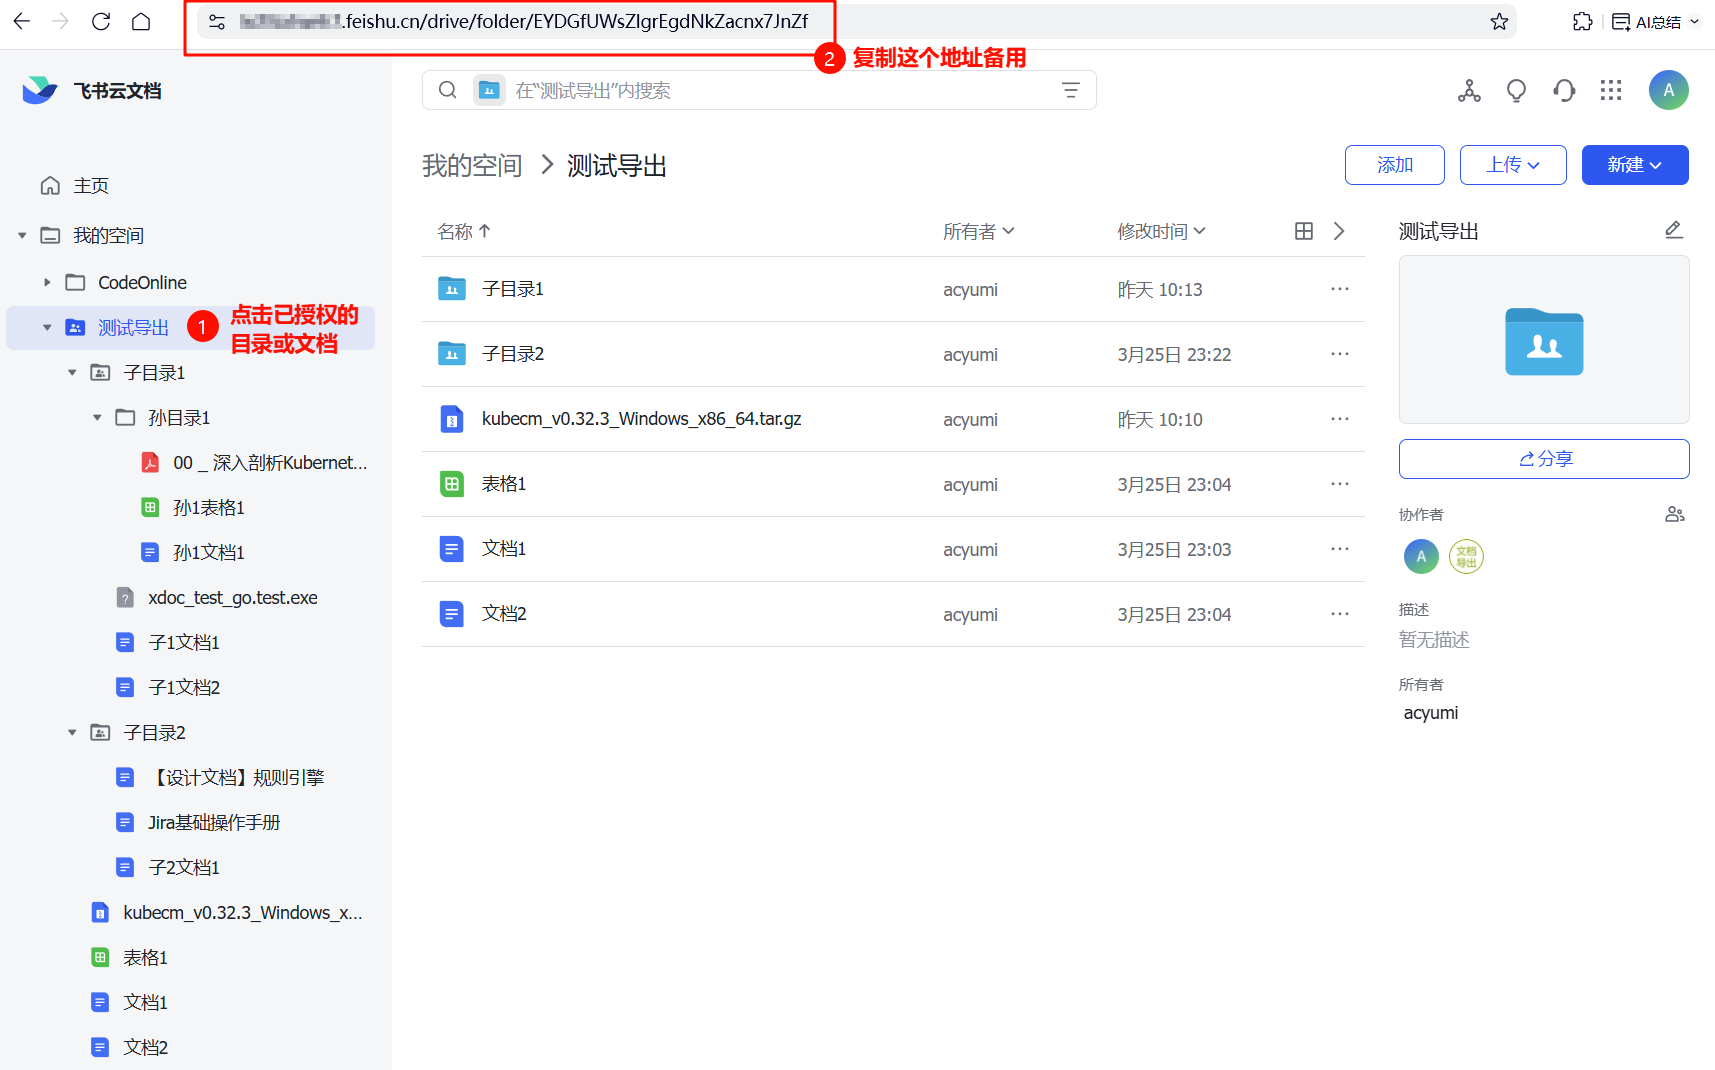 .feishu.cn/drive/folder/EYDGfUWsZlgrEgdNkZacnx7JnZf
AI总结
2 复制这个地址备用
飞书云文档
在“测试导出”内搜索
A
主页
我的空间
CodeOnline
测试导出
1 点击已授权的
目录或文档
子目录1
孙目录1
00 _ 深入剖析Kubernet...
孙1表格1
孙1文档1
xdoc_test_go.test.exe
子1文档1
子1文档2
子目录2
【设计文档】规则引擎
Jira基础操作手册
子2文档1
kubecm_v0.32.3_Windows_x...
表格1
文档1
文档2
我的空间 > 测试导出
添加 上传 新建
名称 所有者 修改时间
子目录1 acyumi 昨天 10:13
子目录2 acyumi 3月25日 23:22
kubecm_v0.32.3_Windows_x86_64.tar.gz acyumi 昨天 10:10
表格1 acyumi 3月25日 23:04
文档1 acyumi 3月25日 23:03
文档2 acyumi 3月25日 23:04
测试导出
分享
协作者
A 文档
导出
描述
暂无描述
所有者
acyumi